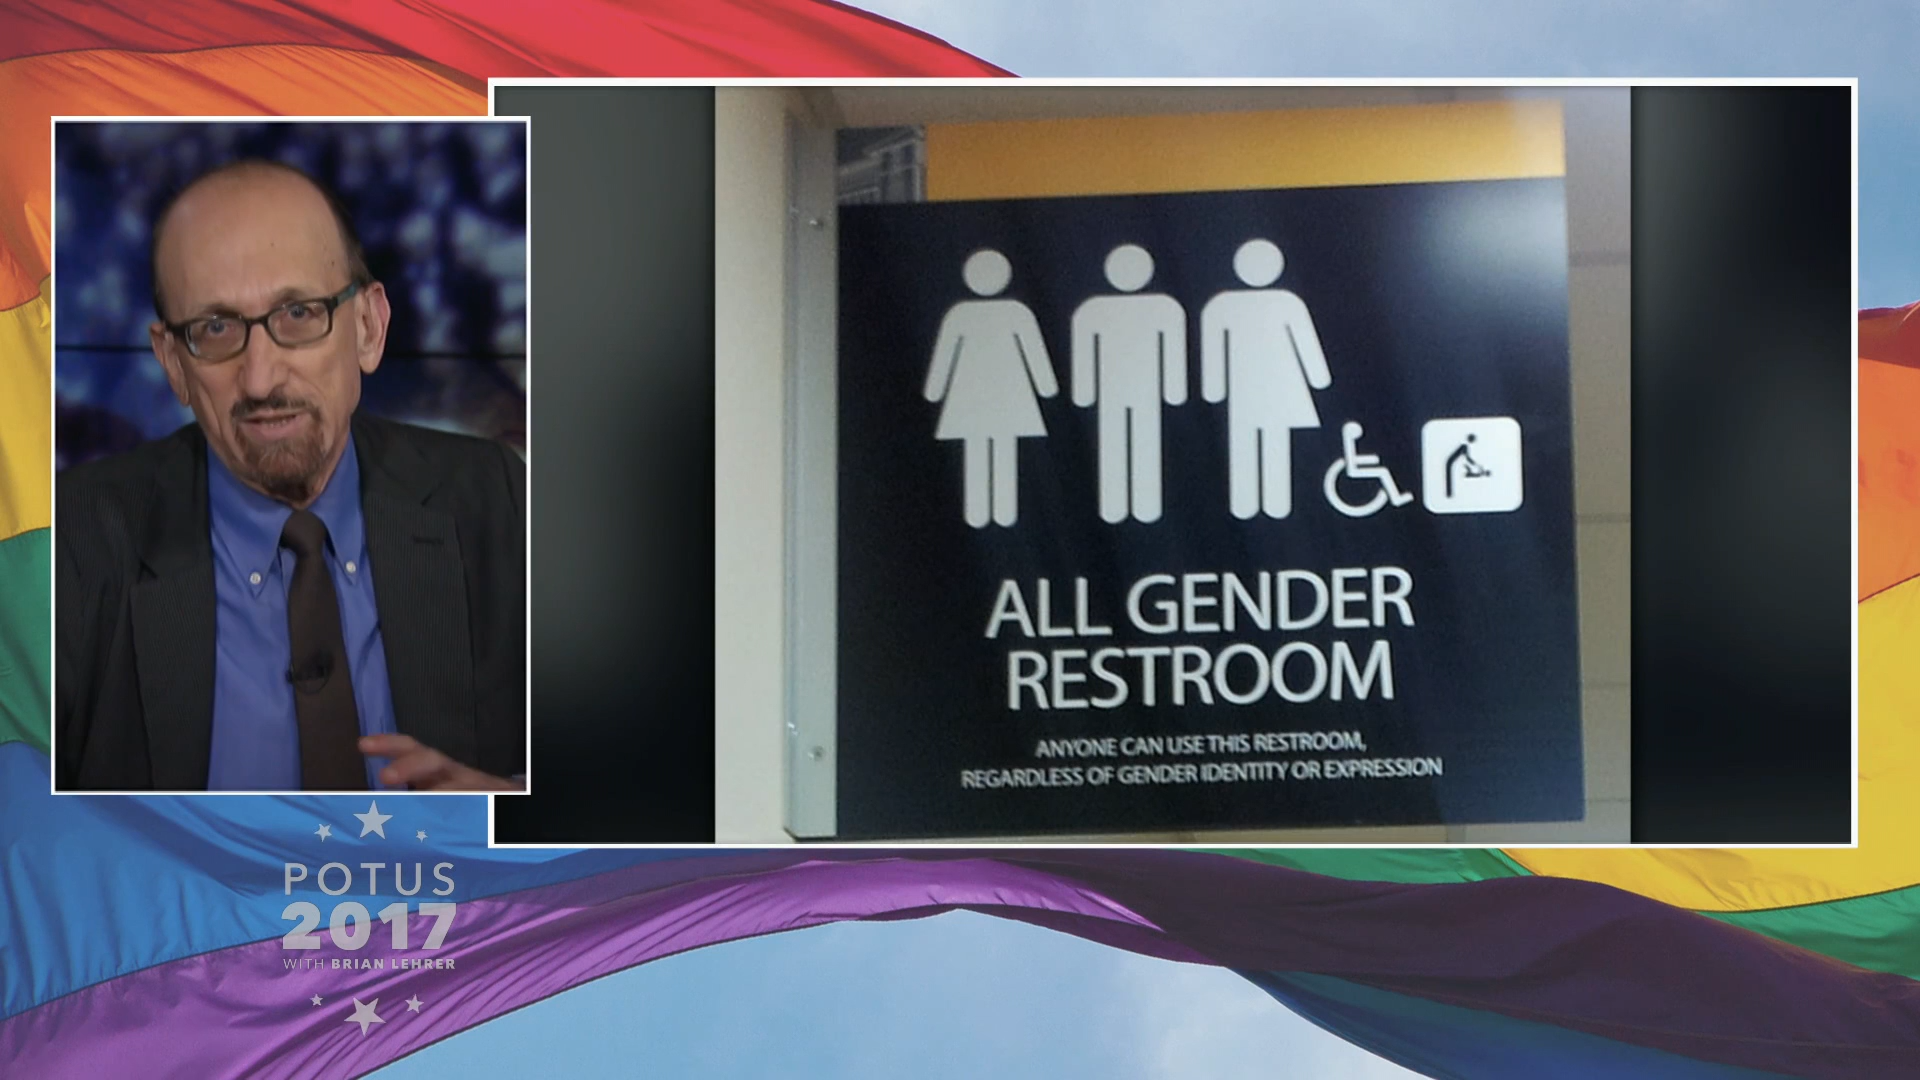 ALL GENDER
RESTROOM
ANYONE CAN USE THIS RESTROOM,
REGARDLESS OF GENDER IDENTITY OR EXPRESSION
POTUS
2017
WITH BRIAN LEHRER